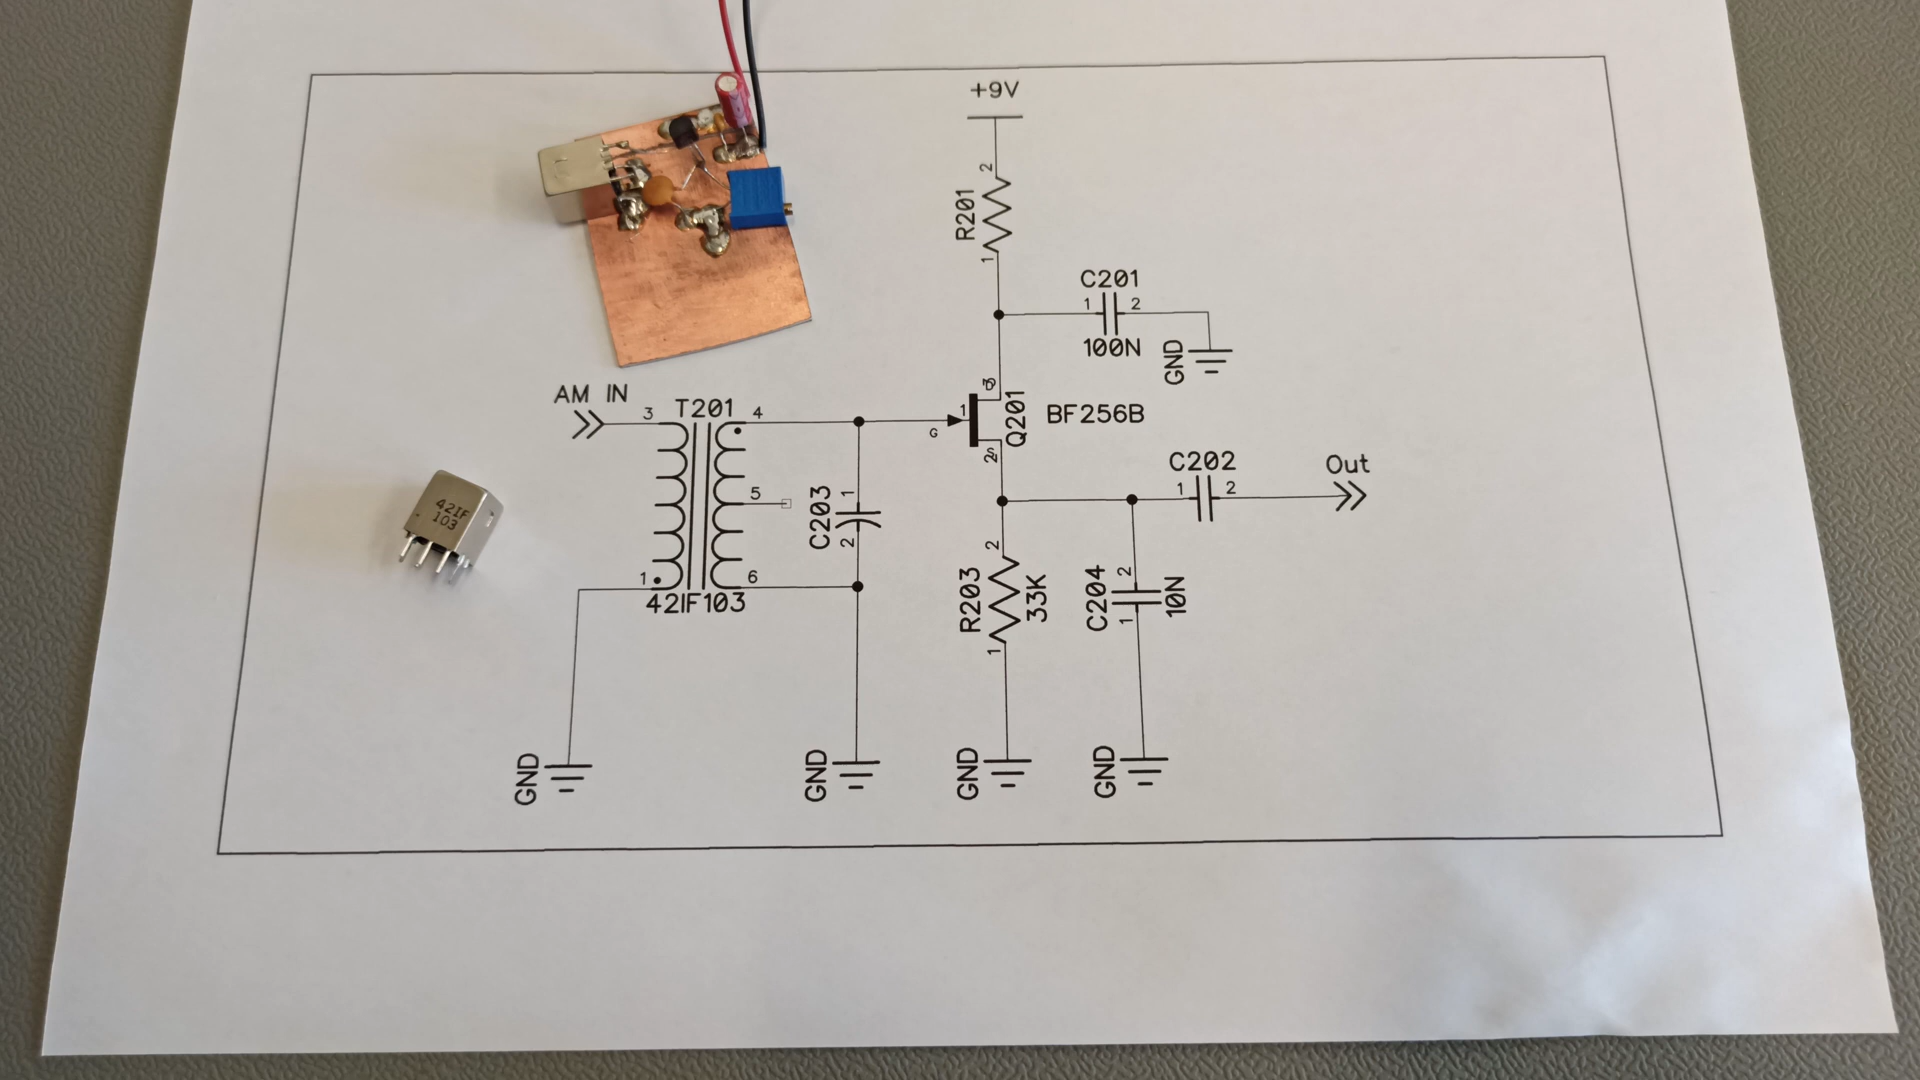 +9V
2
R201
1
C201
1 2
100N
GND
AM IN
3 T201 4
1
G
3
Q201
BF256B
2
5
C203
1
2
C202
1 2
Out
1 6
42IF103
2
R203
33K
1
C204
2
10N
1
GND
GND
GND
GND
42IF
103